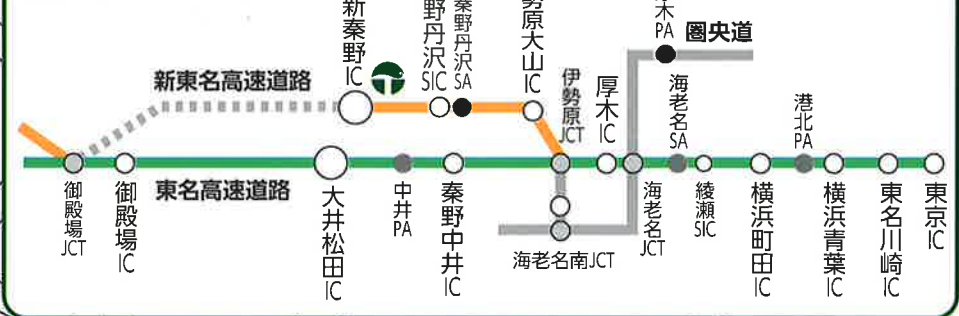 新秦野IC
野丹沢SIC
秦野丹沢SA
原大山IC
木PA
圏央道
新東名高速道路
伊勢原JCT
厚木IC
海老名SA
港北PA
東名高速道路
御殿場JCT
御殿場IC
大井松田IC
中井PA
秦野中井IC
海老名南JCT
海老名JCT
綾瀬SIC
横浜町田IC
横浜青葉IC
東名川崎IC
東京IC